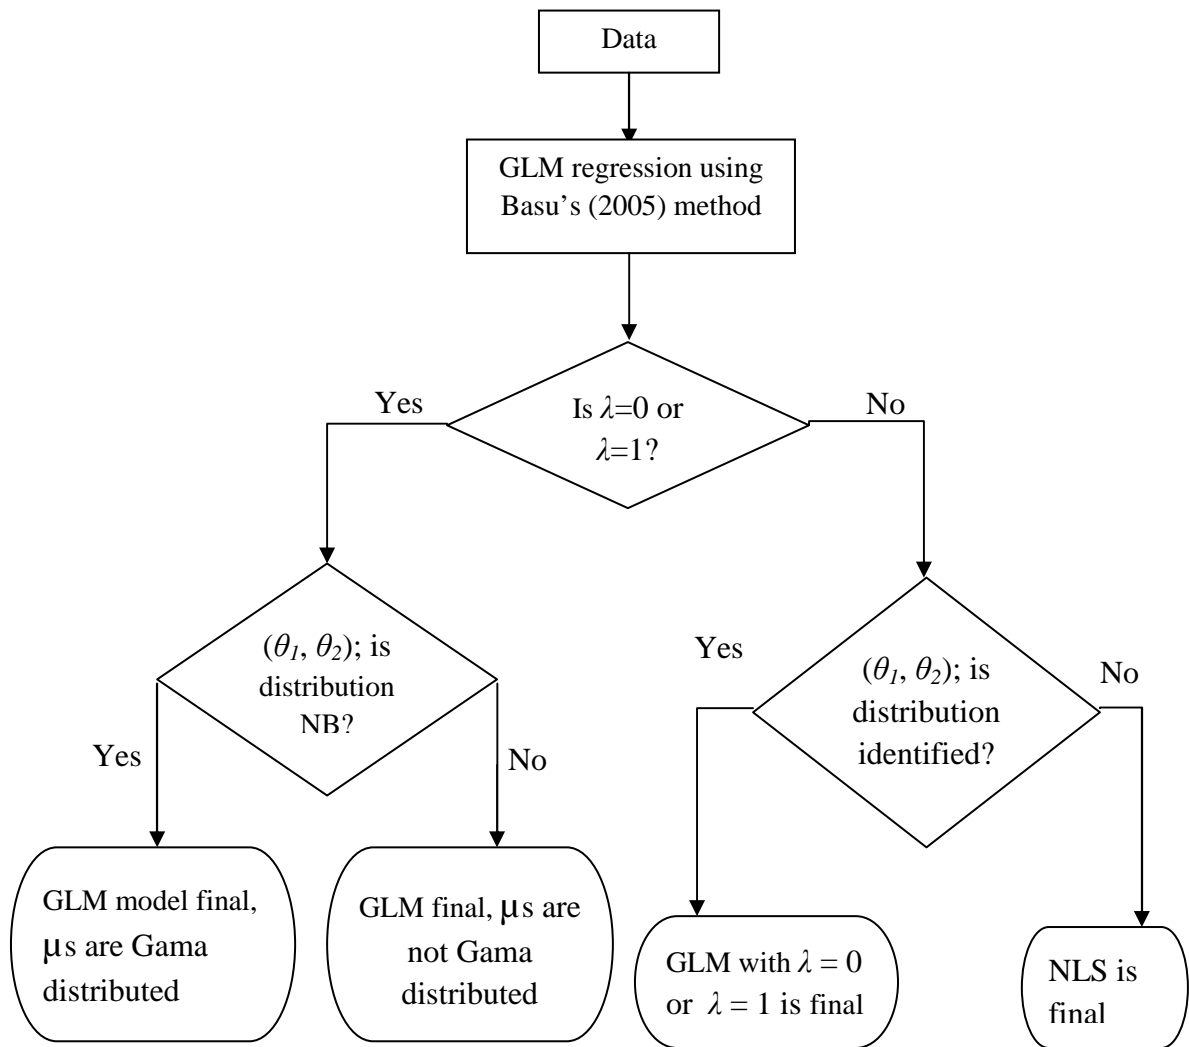 Data
GLM regression using
Basu’s (2005) method
Is λ=0 or
λ=1?
Yes
No
(θ1, θ2); is
distribution
NB?
Yes
No
(θ1, θ2); is
distribution
identified?
Yes
No
GLM model final,
μs are Gama
distributed
GLM final, μs are
not Gama
distributed
GLM with λ = 0
or λ = 1 is final
NLS is
final